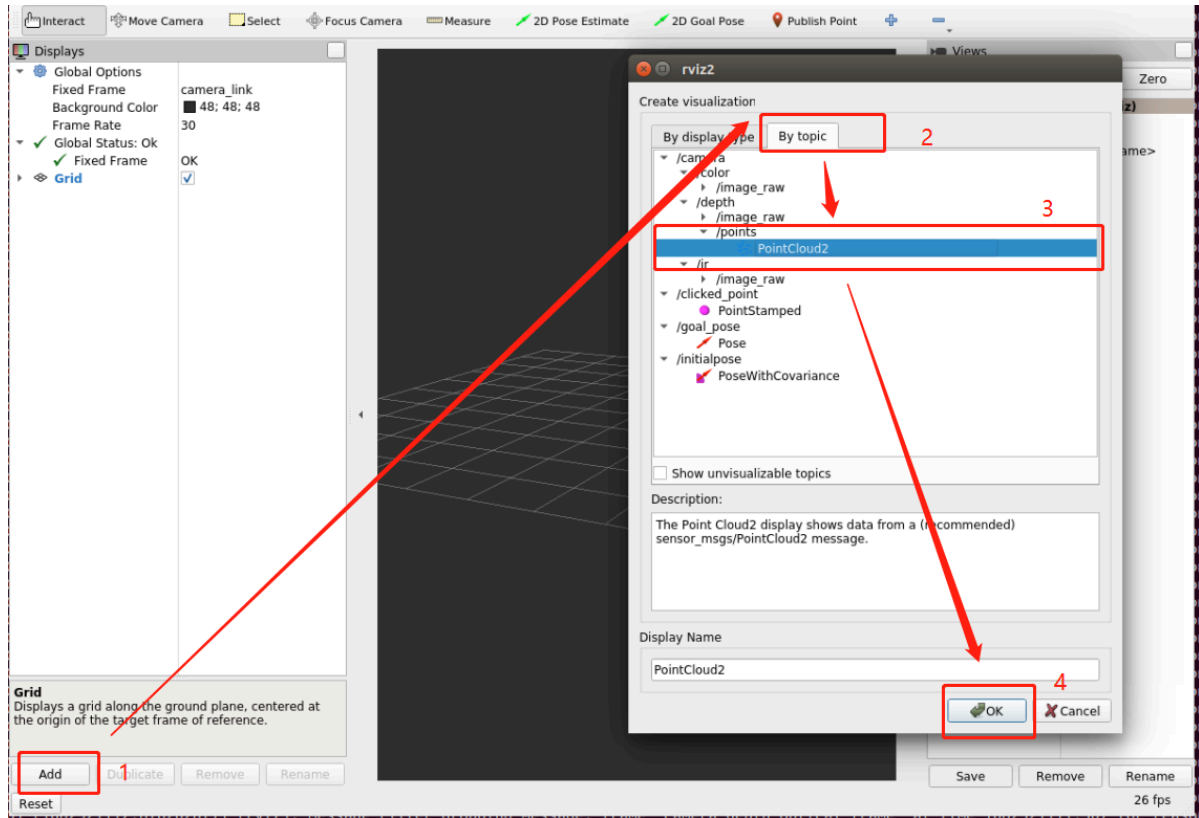 Interact Move Camera Select Focus Camera Measure 2D Pose Estimate 2D Goal Pose Publish Point
Displays
Global Options
Fixed Frame camera_link
Background Color 48; 48; 48
Frame Rate 30
Global Status: Ok
Fixed Frame OK
Grid
Grid
Displays a grid along the ground plane, centered at
the origin of the target frame of reference.
Add 1 Duplicate Remove Rename
Reset
rviz2
Create visualization
By display type By topic 2
/camera
/color
/image_raw
/depth
/image_raw
3
/points
PointCloud2
/ir
/image_raw
/clicked_point
PointStamped
/goal_pose
Pose
/initialpose
PoseWithCovariance
Show unvisualizable topics
Description:
The Point Cloud2 display shows data from a (recommended)
sensor_msgs/PointCloud2 message.
Display Name
PointCloud2
4
OK Cancel
Views
Zero
iz)
ame>
Save Remove Rename
26 fps